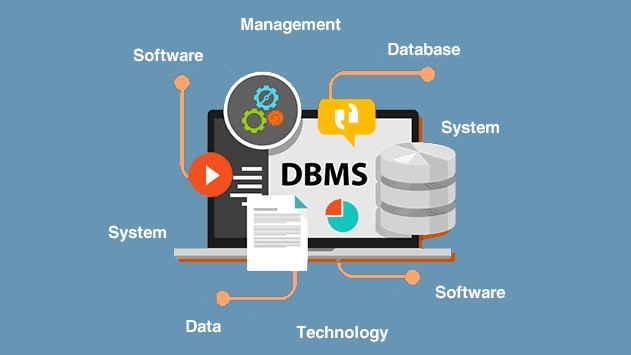 Management
Software
Database
System
DBMS
System
Software
Data
Technology